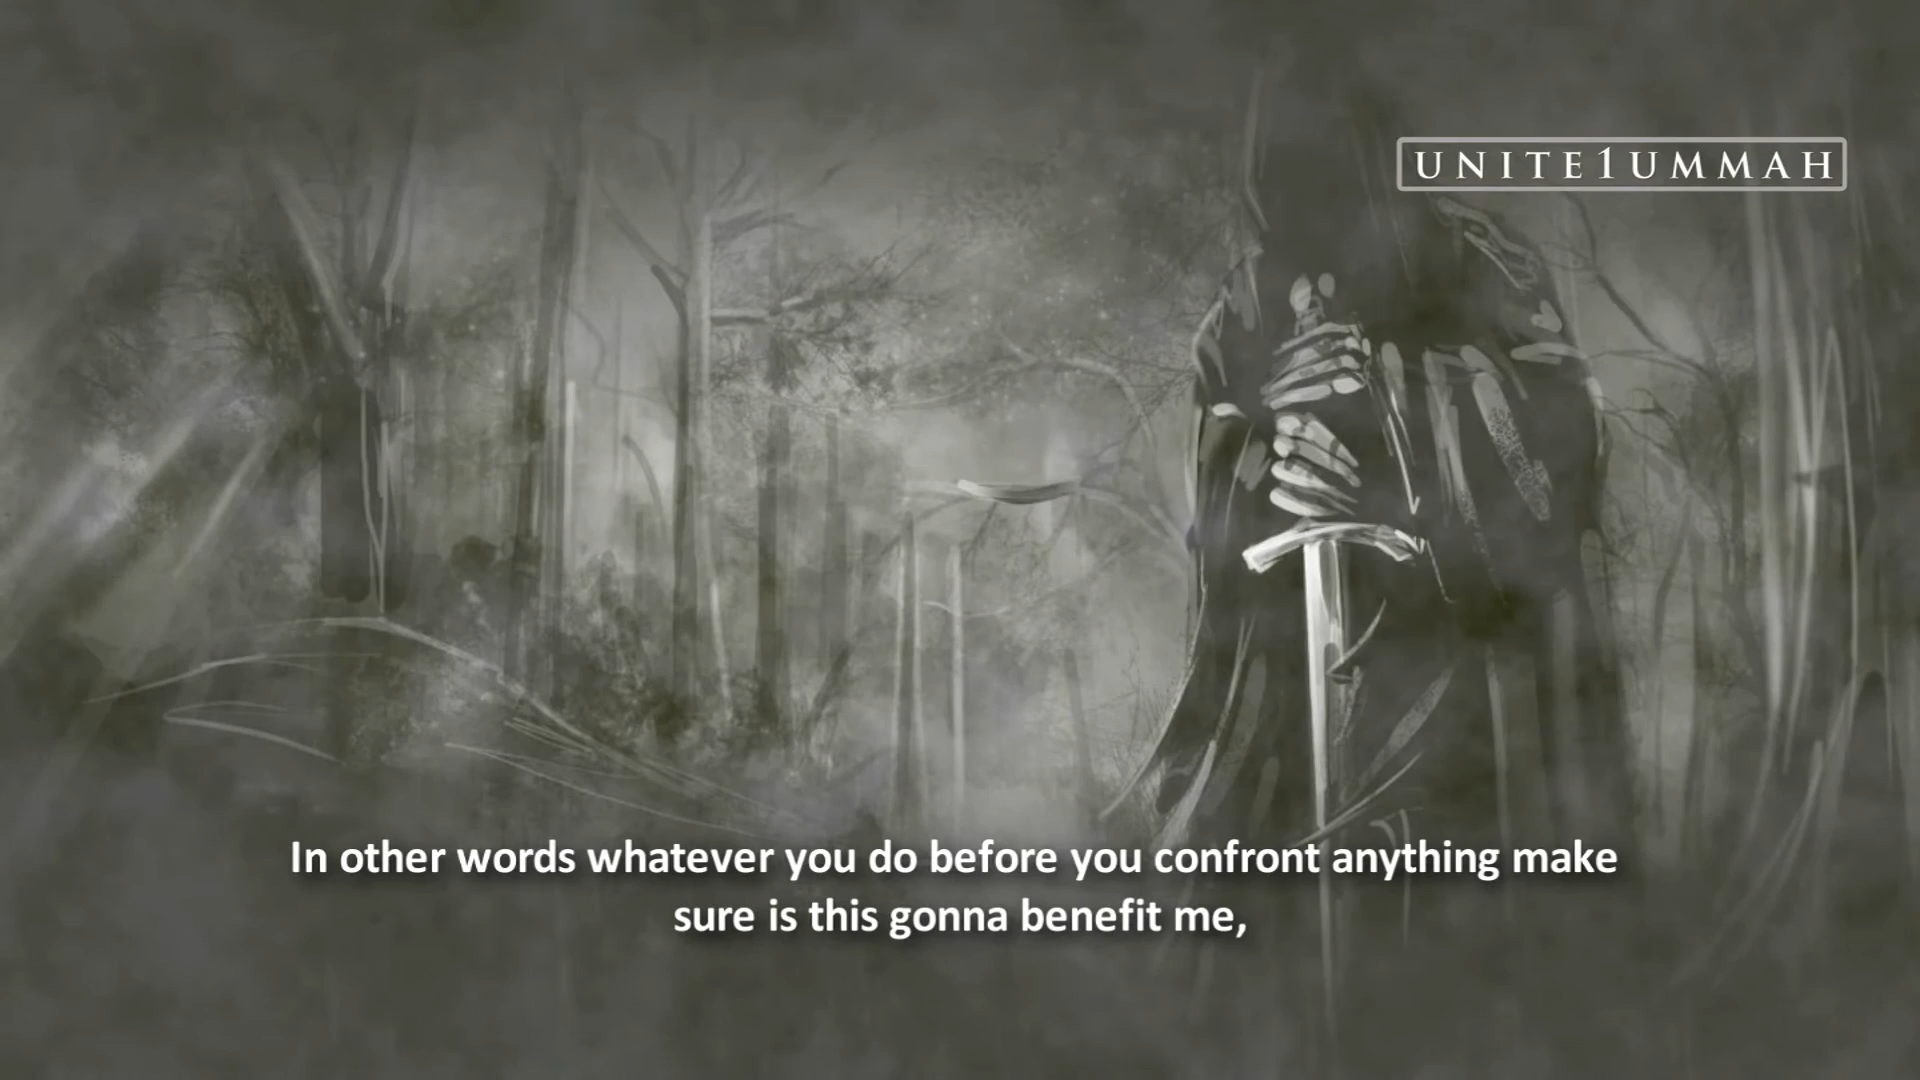 UNITE1UMMAH
In other words whatever you do before you confront anything make
sure is this gonna benefit me,